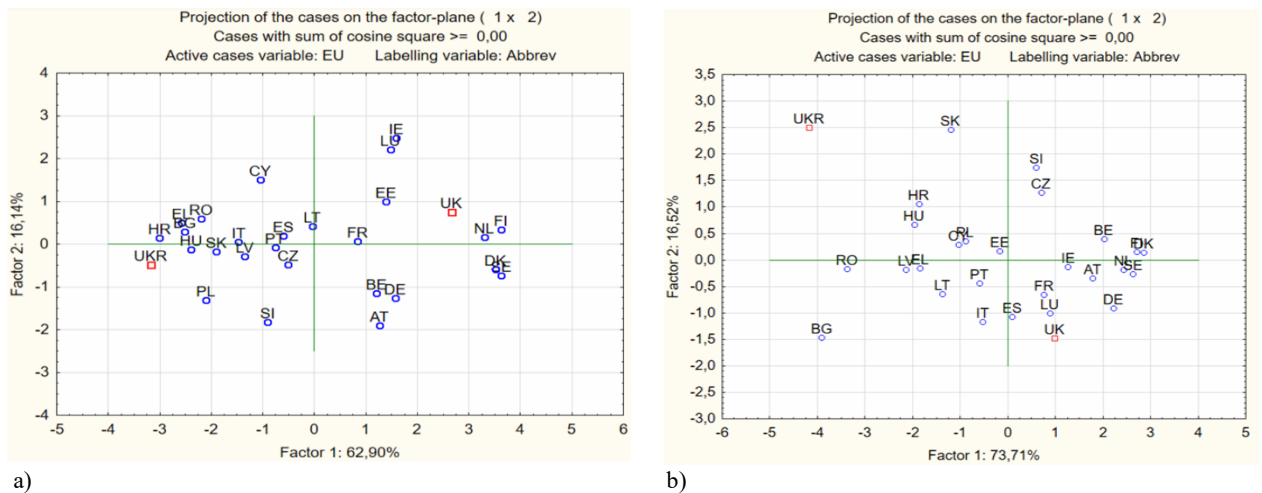 Projection of the cases on the factor-plane ( 1 x 2)
Cases with sum of cosine square >= 0,00
Active cases variable: EU Labelling variable: Abbrev
4
3
2
1
0
-1
-2
-3
-4
Factor 2: 16,14%
IE
LU
CY
EE
UK
RO
EL
BG
HR
LT
ES
IT
FI
NL
FR
HU
SK
PT
LV
CZ
UKR
DK
SE
PL
BE
DE
SI
AT
-5 -4 -3 -2 -1 0 1 2 3 4 5 6
Factor 1: 62,90%
a)
Projection of the cases on the factor-plane ( 1 x 2)
Cases with sum of cosine square >= 0,00
Active cases variable: EU Labelling variable: Abbrev
3,5
3,0
2,5
2,0
1,5
1,0
0,5
0,0
-0,5
-1,0
-1,5
-2,0
-2,5
-3,0
Factor 2: 16,52%
UKR
SK
SI
CZ
HR
HU
BE
CY
PL
EE
FI
DK
RO
LV
EL
IE
NL
SE
PT
AT
LT
FR
DE
IT
ES
LU
BG
UK
-6 -5 -4 -3 -2 -1 0 1 2 3 4 5
Factor 1: 73,71%
b)